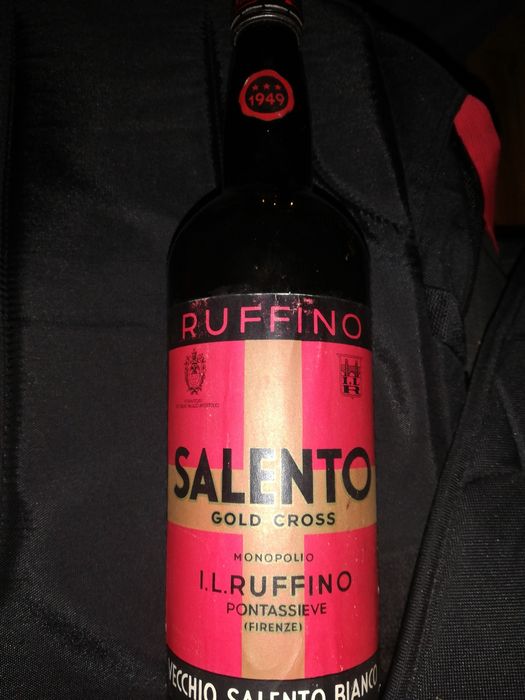 1949
RUFFINO
I.L.
R
SALENTO
GOLD CROSS
MONOPOLIO
I.L.RUFFINO
PONTASSIEVE
(FIRENZE)
VECCHIO SALENTO BIANCO